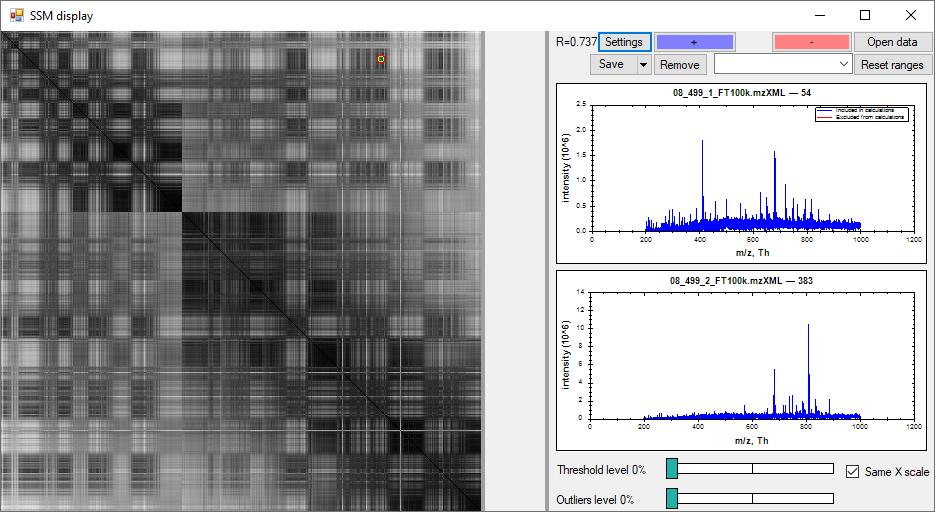 SSM display
R=0.737 Settings + - Open data
Save Remove Reset ranges
08_499_1_FT100k.mzXML — 54
Included in calculations
Excluded from calculations
2.5
2.0
1.5
1.0
0.5
0.0
intensity (10^6)
0 200 400 600 800 1000 1200
m/z, Th
08_499_2_FT100k.mzXML — 383
14
12
10
8
6
4
2
0
intensity (10^6)
0 200 400 600 800 1000 1200
m/z, Th
Threshold level 0% Same X scale
Outliers level 0%